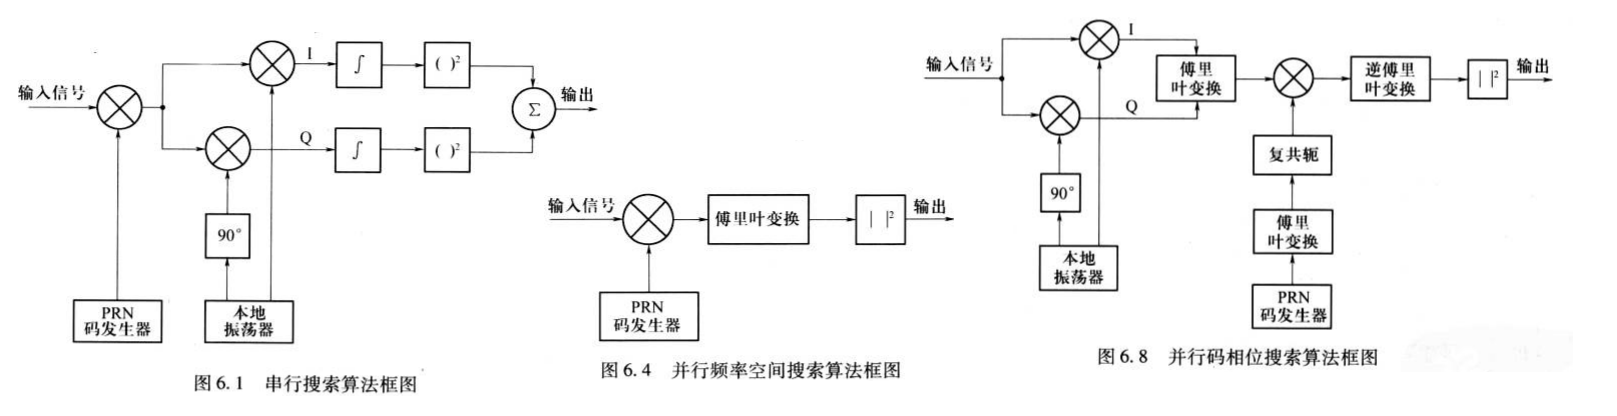 输入信号
I
∫
( )²
Σ
输出
Q
∫
( )²
90°
PRN
码发生器
本地
振荡器
图 6.1 串行搜索算法框图
输入信号
傅里叶变换
| |²
输出
PRN
码发生器
图 6.4 并行频率空间搜索算法框图
输入信号
I
Q
傅里
叶变换
逆傅里
叶变换
| |²
输出
90°
本地
振荡器
复共轭
傅里
叶变换
PRN
码发生器
图 6.8 并行码相位搜索算法框图